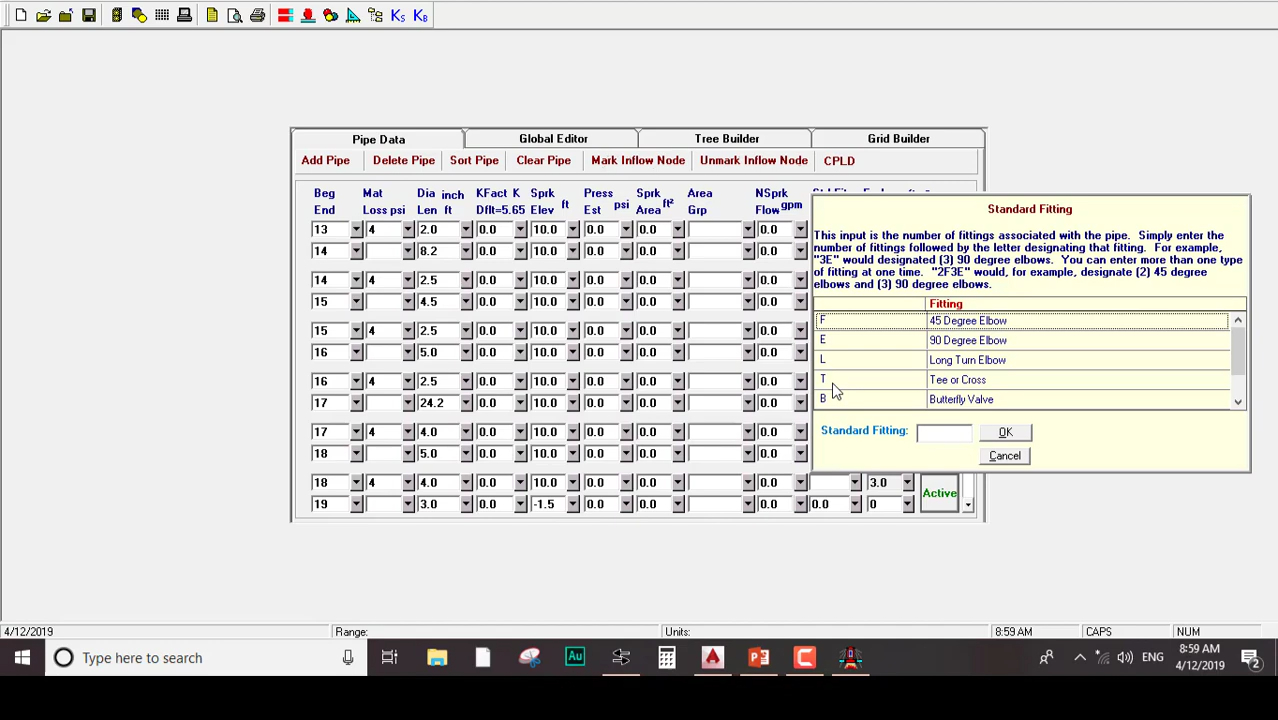 KS KB
Pipe Data Global Editor Tree Builder Grid Builder
Add Pipe Delete Pipe Sort Pipe Clear Pipe Mark Inflow Node Unmark Inflow Node CPLD
Beg Mat Dia inch KFact K Sprk ft Press psi Sprk ft² Area NSprk gpm
End Loss psi Len ft Dflt=5.65 Elev Est Area Grp Flow
13 4 2.0 0.0 10.0 0.0 0.0 0.0
14 8.2 0.0 10.0 0.0 0.0 0.0
14 4 2.5 0.0 10.0 0.0 0.0 0.0
15 4.5 0.0 10.0 0.0 0.0 0.0
15 4 2.5 0.0 10.0 0.0 0.0 0.0
16 5.0 0.0 10.0 0.0 0.0 0.0
16 4 2.5 0.0 10.0 0.0 0.0 0.0
17 24.2 0.0 10.0 0.0 0.0 0.0
17 4 4.0 0.0 10.0 0.0 0.0 0.0
18 5.0 0.0 10.0 0.0 0.0 0.0
18 4 4.0 0.0 10.0 0.0 0.0 0.0 3.0
19 3.0 0.0 -1.5 0.0 0.0 0.0 0.0 0
Active
Standard Fitting
This input is the number of fittings associated with the pipe. Simply enter the
number of fittings followed by the letter designating that fitting. For example,
"3E" would designated (3) 90 degree elbows. You can enter more than one type
of fitting at one time. "2F3E" would, for example, designate (2) 45 degree
elbows and (3) 90 degree elbows.
Fitting
F 45 Degree Elbow
E 90 Degree Elbow
L Long Turn Elbow
T Tee or Cross
B Butterfly Valve
Standard Fitting: OK
Cancel
4/12/2019 Range: Units: 8:59 AM CAPS NUM
Type here to search Au ENG 8:59 AM
4/12/2019 2